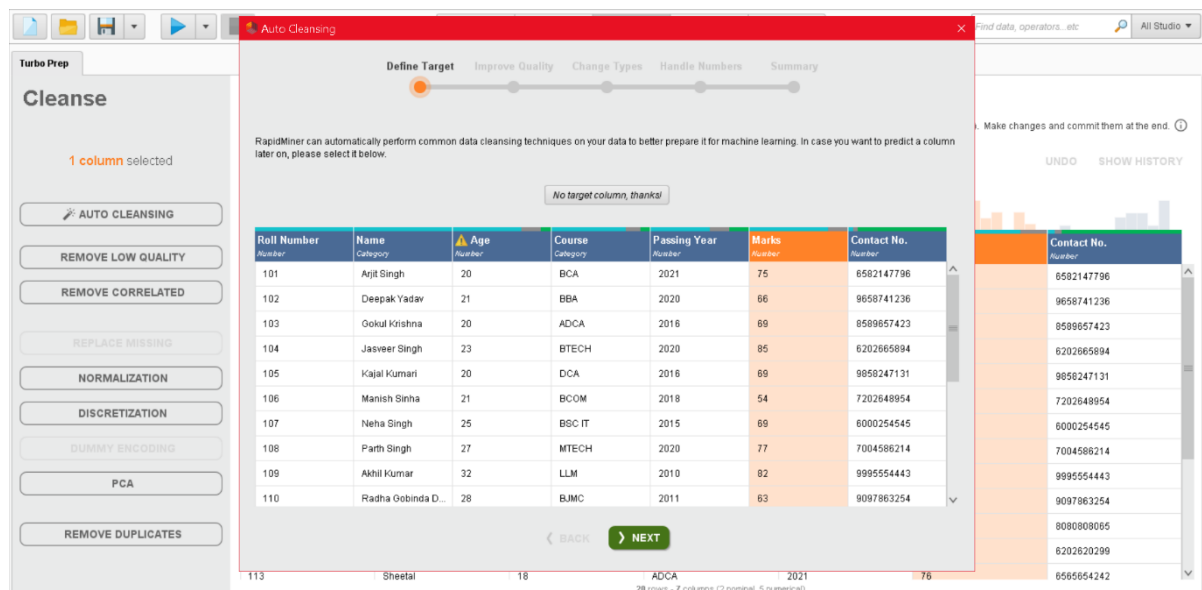 Auto Cleansing
Find data, operators...etc
All Studio
Turbo Prep
Cleanse
1 column selected
AUTO CLEANSING
REMOVE LOW QUALITY
REMOVE CORRELATED
REPLACE MISSING
NORMALIZATION
DISCRETIZATION
DUMMY ENCODING
PCA
REMOVE DUPLICATES
Define Target Improve Quality Change Types Handle Numbers Summary
RapidMiner can automatically perform common data cleansing techniques on your data to better prepare it for machine learning. In case you want to predict a column
later on, please select it below.
No target column, thanks!
Roll Number Name Age Course Passing Year Marks Contact No.
Number Category Number Category Number Number Number
101 Arjit Singh 20 BCA 2021 75 6582147796
102 Deepak Yadav 21 BBA 2020 66 9658741236
103 Gokul Krishna 20 ADCA 2016 69 8589657423
104 Jasveer Singh 23 BTECH 2020 85 6202665894
105 Kajal Kumari 20 DCA 2016 69 9858247131
106 Manish Sinha 21 BCOM 2018 54 7202648954
107 Neha Singh 25 BSC IT 2015 69 6000254545
108 Parth Singh 27 MTECH 2020 77 7004586214
109 Akhil Kumar 32 LLM 2010 82 9995554443
110 Radha Gobinda D... 28 BJMC 2011 63 9097863254
BACK
NEXT
Make changes and commit them at the end.
UNDO SHOW HISTORY
Contact No.
Number
6582147796
9658741236
8589657423
6202665894
9858247131
7202648954
6000254545
7004586214
9995554443
9097863254
8080808065
6202620299
113 Sheetal 18 ADCA 2021 76 6565654242
28 rows - 7 columns (2 nominal, 5 numerical)